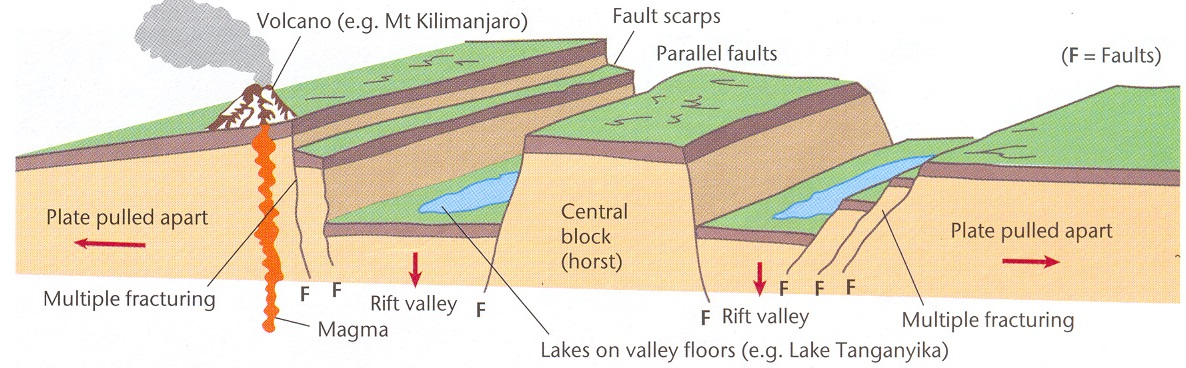 Volcano (e.g. Mt Kilimanjaro)
Fault scarps
Parallel faults
(F = Faults)
Plate pulled apart
Central
block
(horst)
Plate pulled apart
Multiple fracturing
F
F
Rift valley
F
Magma
F
Rift valley
F
F
F
Multiple fracturing
Lakes on valley floors (e.g. Lake Tanganyika)